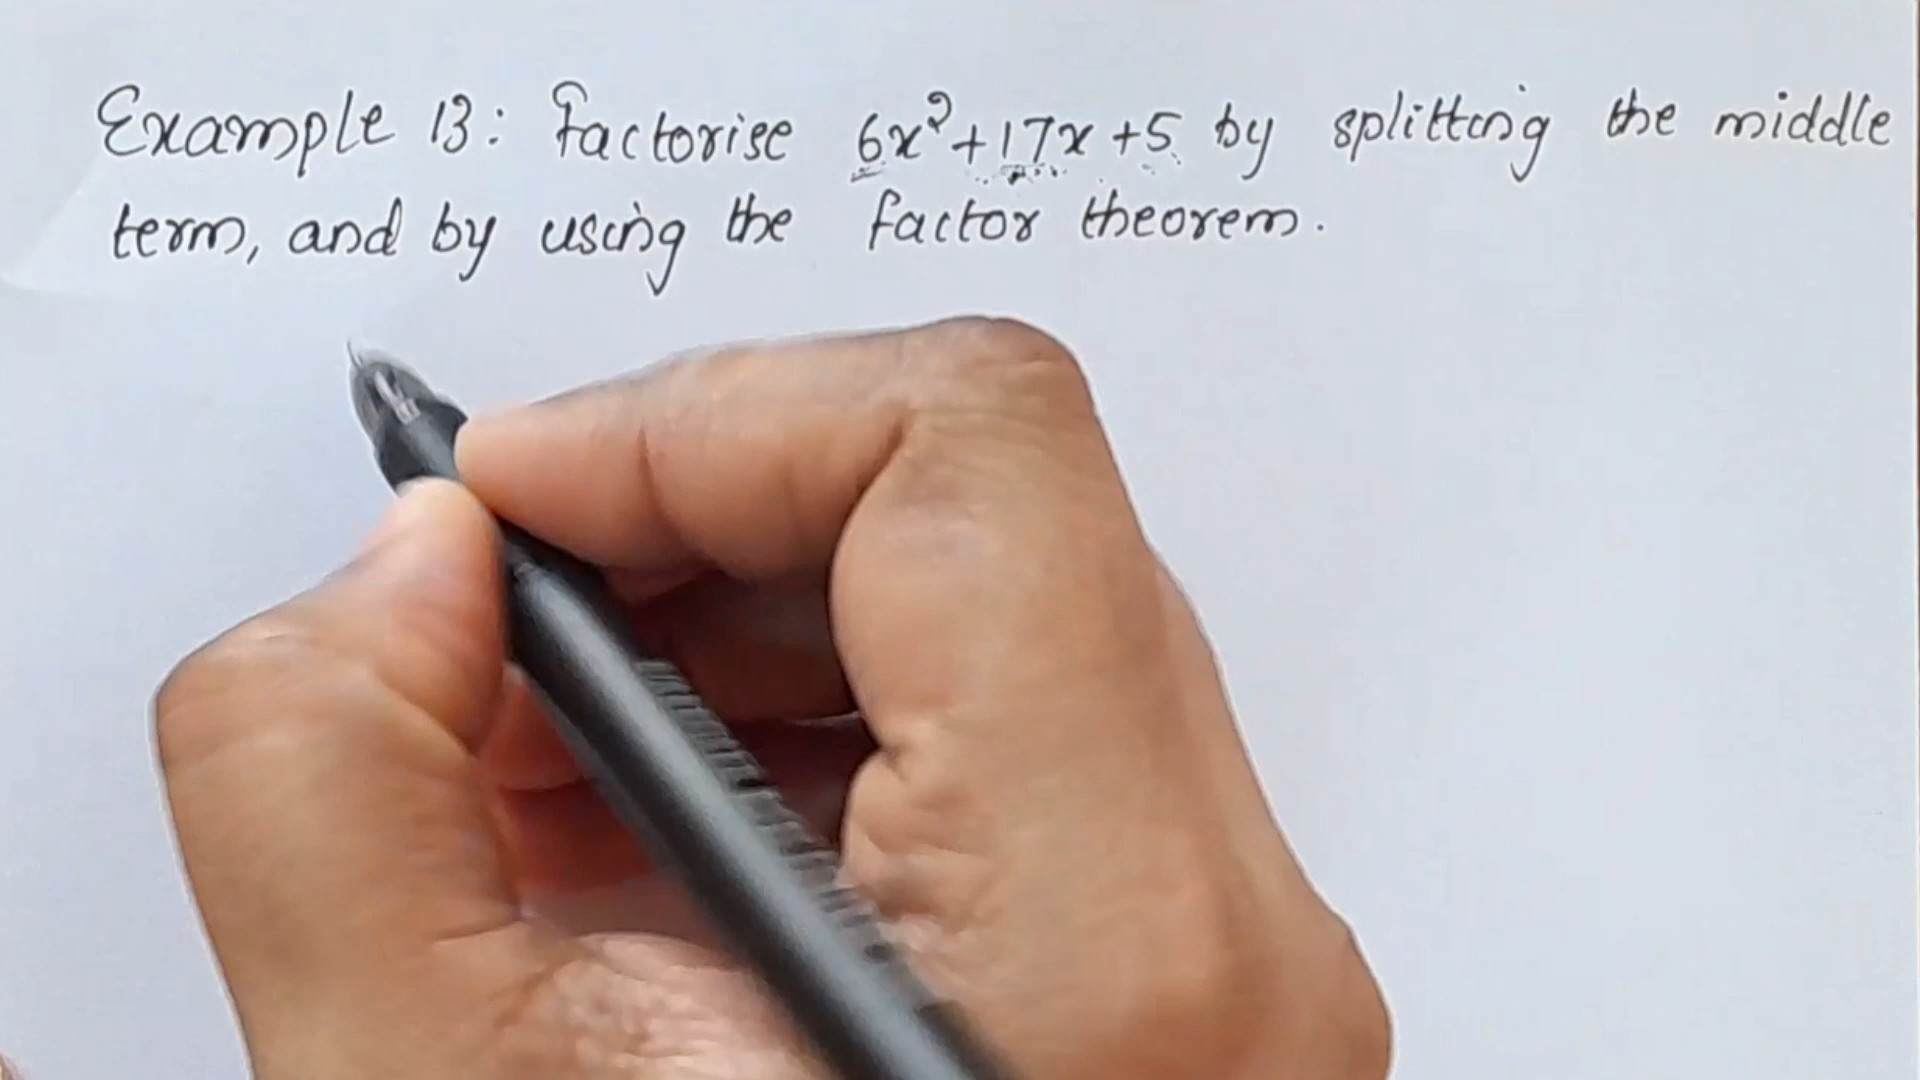 Example 13: Factorise 6x²+17x+5 by splitting the middle
term, and by using the factor theorem.